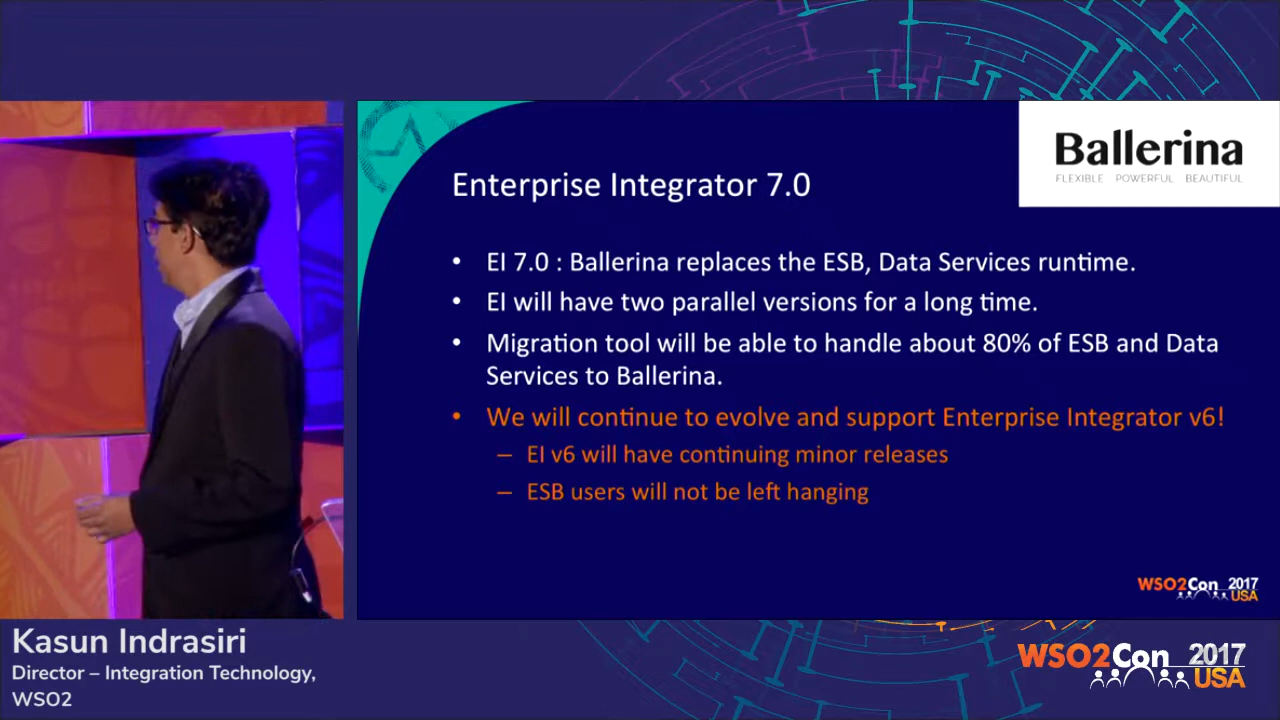 Ballerina
FLEXIBLE POWERFUL BEAUTIFUL
Enterprise Integrator 7.0
• EI 7.0 : Ballerina replaces the ESB, Data Services runtime.
• EI will have two parallel versions for a long time.
• Migration tool will be able to handle about 80% of ESB and Data
Services to Ballerina.
• We will continue to evolve and support Enterprise Integrator v6!
– EI v6 will have continuing minor releases
– ESB users will not be left hanging
WSO2Con 2017
USA
Kasun Indrasiri
Director – Integration Technology,
WSO2
WSO2Con 2017
USA